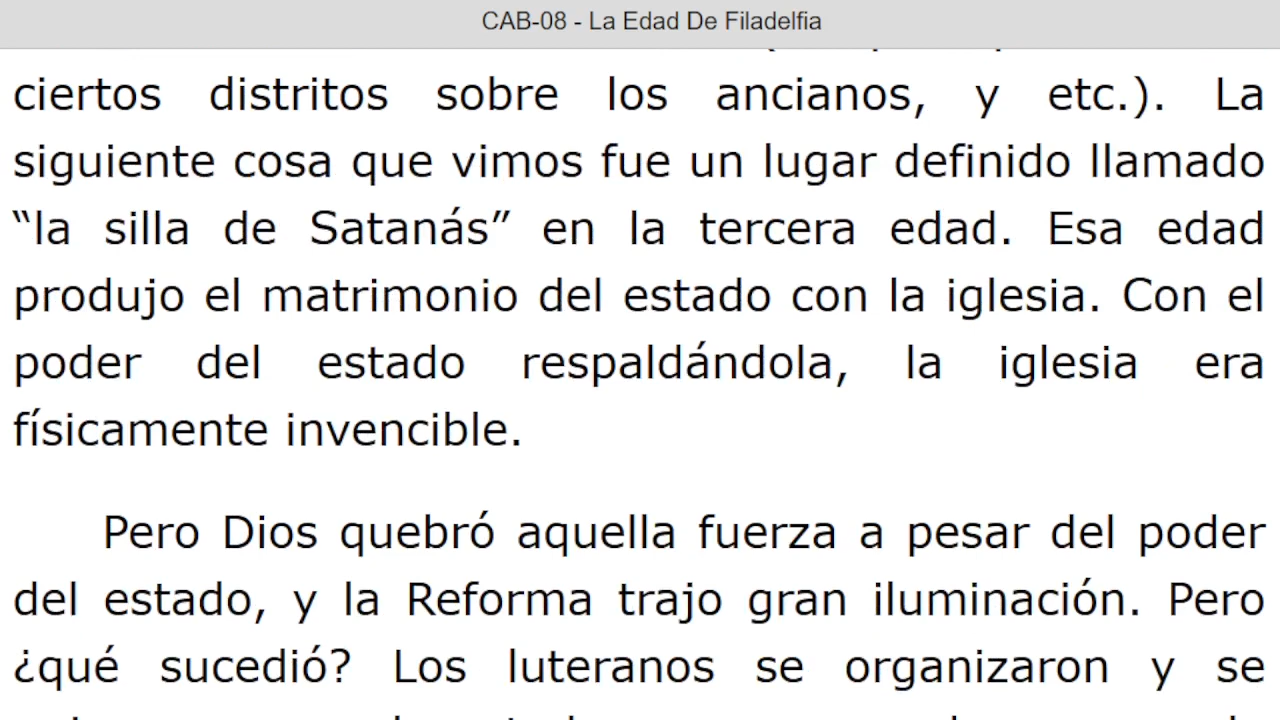 CAB-08 - La Edad De Filadelfia
ciertos distritos sobre los ancianos, y etc.). La
siguiente cosa que vimos fue un lugar definido llamado
“la silla de Satanás” en la tercera edad. Esa edad
produjo el matrimonio del estado con la iglesia. Con el
poder del estado respaldándola, la iglesia era
físicamente invencible.
Pero Dios quebró aquella fuerza a pesar del poder
del estado, y la Reforma trajo gran iluminación. Pero
¿qué sucedió? Los luteranos se organizaron y se